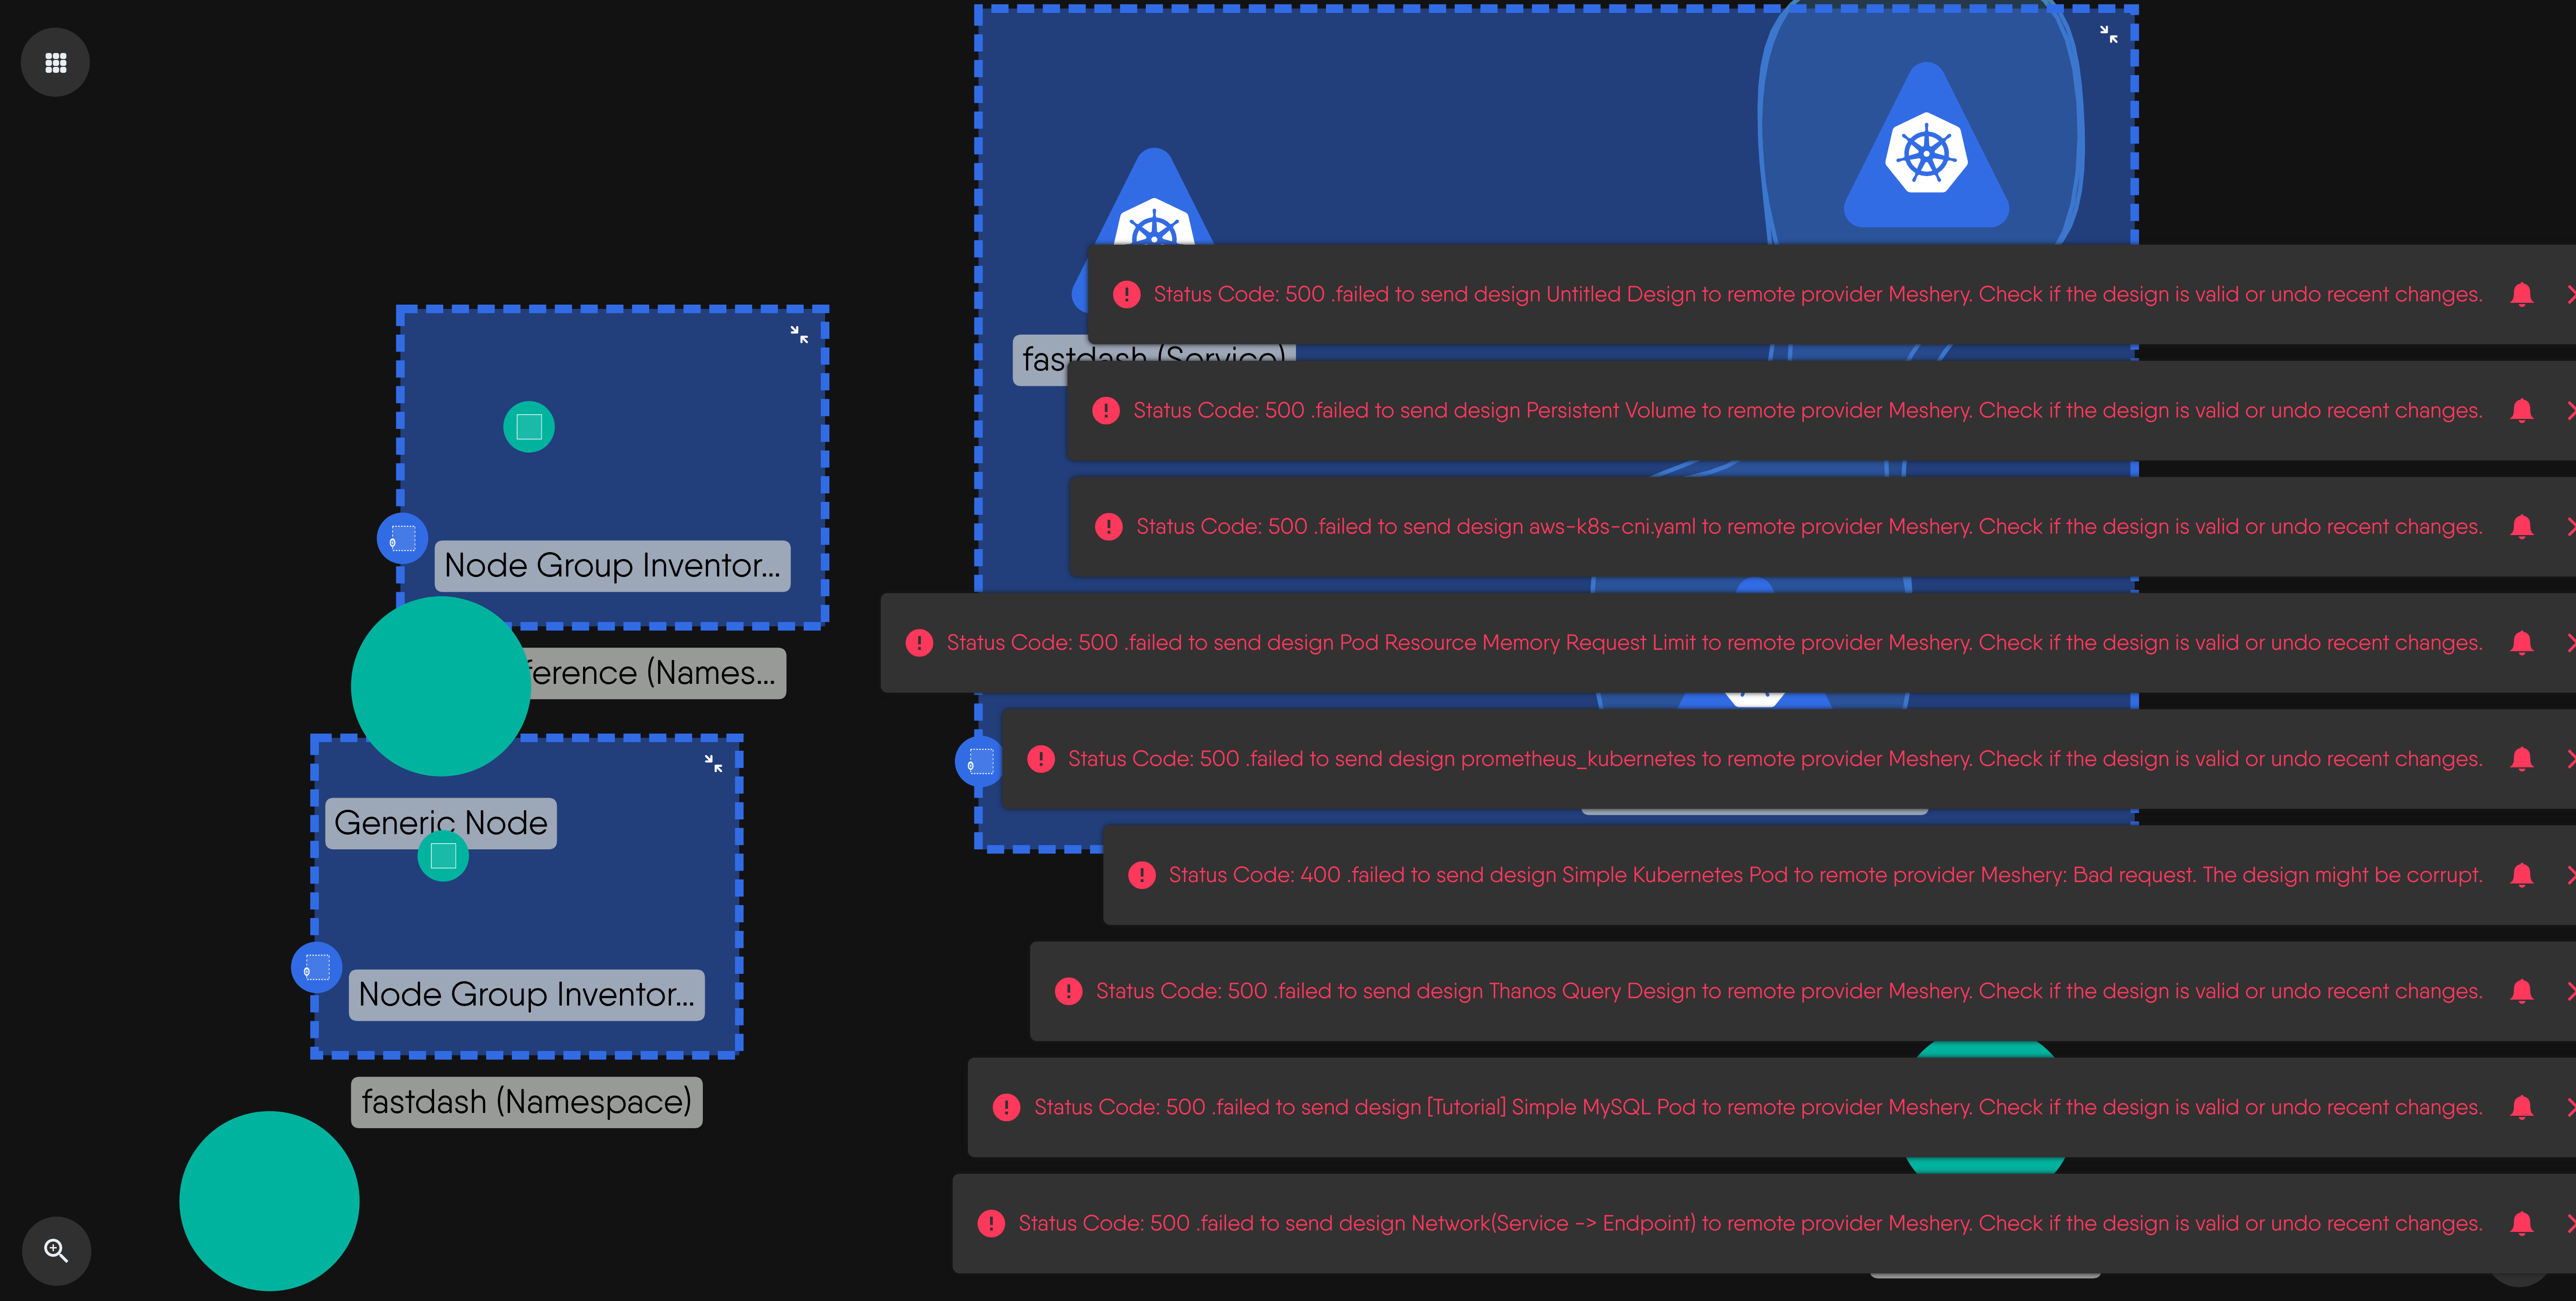 Status Code: 500 .failed to send design Untitled Design to remote provider Meshery. Check if the design is valid or undo recent changes.
fastdash (Service)
Status Code: 500 .failed to send design Persistent Volume to remote provider Meshery. Check if the design is valid or undo recent changes.
Status Code: 500 .failed to send design aws-k8s-cni.yaml to remote provider Meshery. Check if the design is valid or undo recent changes.
Node Group Inventor...
Status Code: 500 .failed to send design Pod Resource Memory Request Limit to remote provider Meshery. Check if the design is valid or undo recent changes.
(Names...
Status Code: 500 .failed to send design prometheus_kubernetes to remote provider Meshery. Check if the design is valid or undo recent changes.
Generic Node
Status Code: 400 .failed to send design Simple Kubernetes Pod to remote provider Meshery: Bad request. The design might be corrupt.
Node Group Inventor...
Status Code: 500 .failed to send design Thanos Query Design to remote provider Meshery. Check if the design is valid or undo recent changes.
fastdash (Namespace)
Status Code: 500 .failed to send design [Tutorial] Simple MySQL Pod to remote provider Meshery. Check if the design is valid or undo recent changes.
Status Code: 500 .failed to send design Network(Service -> Endpoint) to remote provider Meshery. Check if the design is valid or undo recent changes.